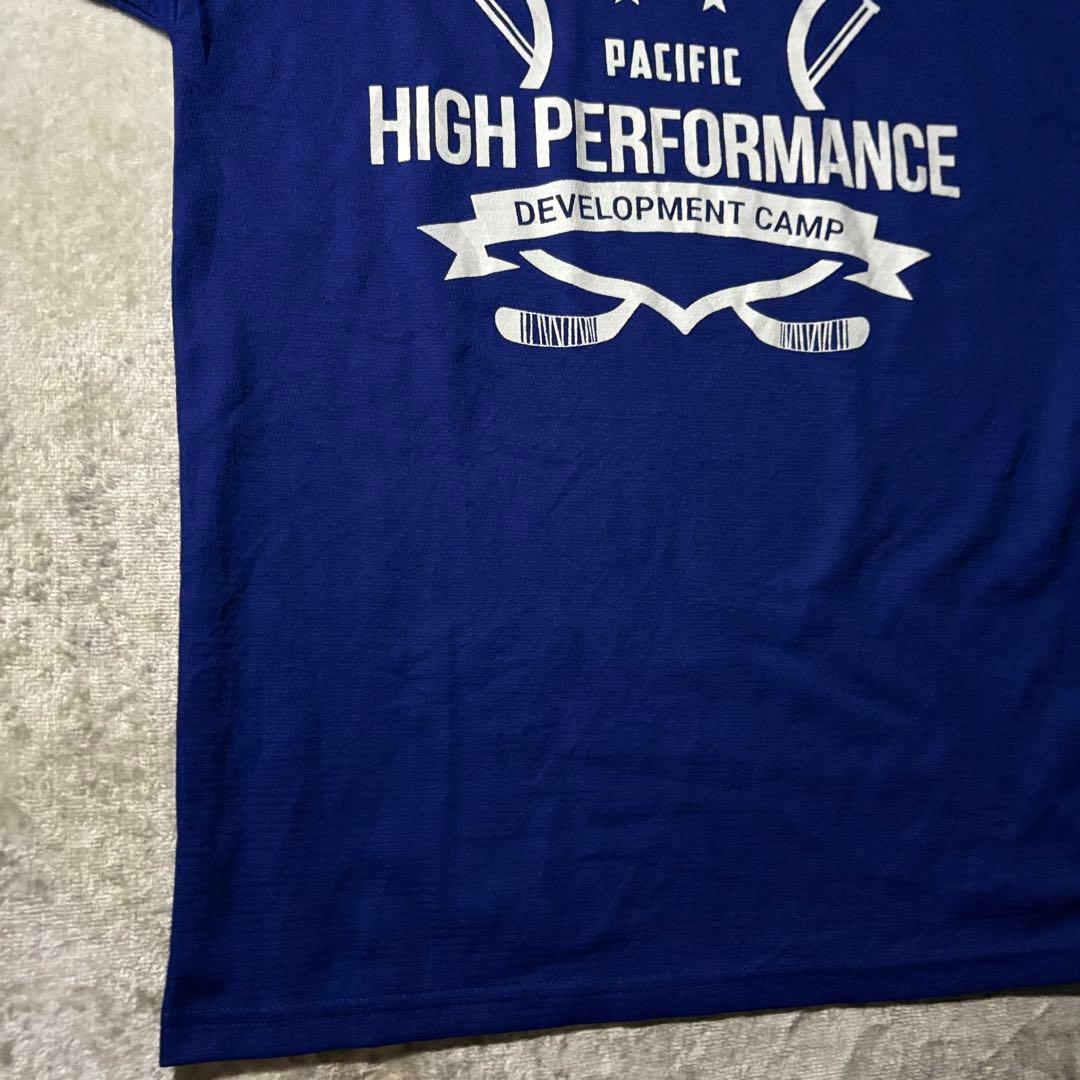 PACIFIC
HIGH PERFORMANCE
DEVELOPMENT CAMP